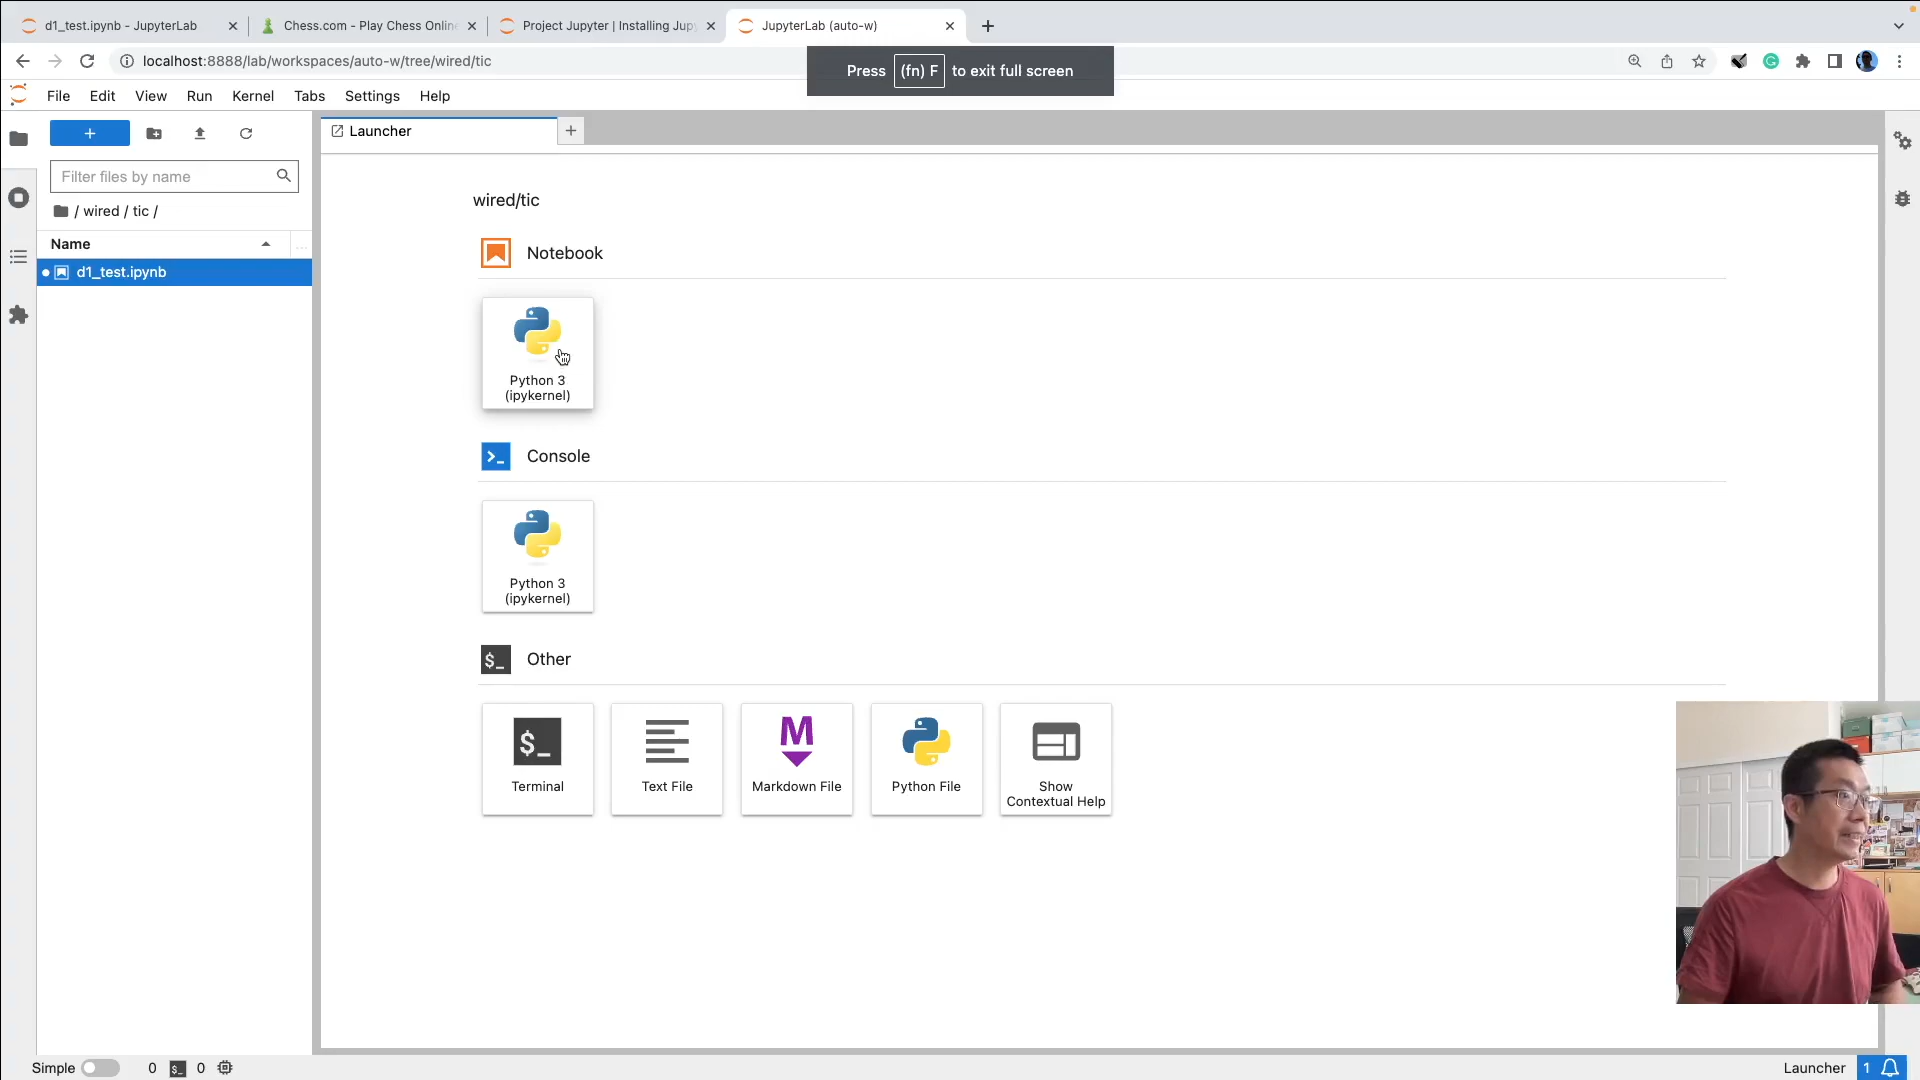 d1_test.ipynb - JupyterLab
Chess.com - Play Chess Online
Project Jupyter | Installing Jupy
JupyterLab (auto-w)
localhost:8888/lab/workspaces/auto-w/tree/wired/tic
Press (fn) F to exit full screen
File Edit View Run Kernel Tabs Settings Help
Launcher
Filter files by name
/ wired / tic /
Name
...
d1_test.ipynb
wired/tic
Notebook
Python 3
(ipykernel)
>_ Console
Python 3
(ipykernel)
$_ Other
$_
Terminal
Text File
M
Markdown File
Python File
Show
Contextual Help
Simple 0 $_ 0
Launcher 1